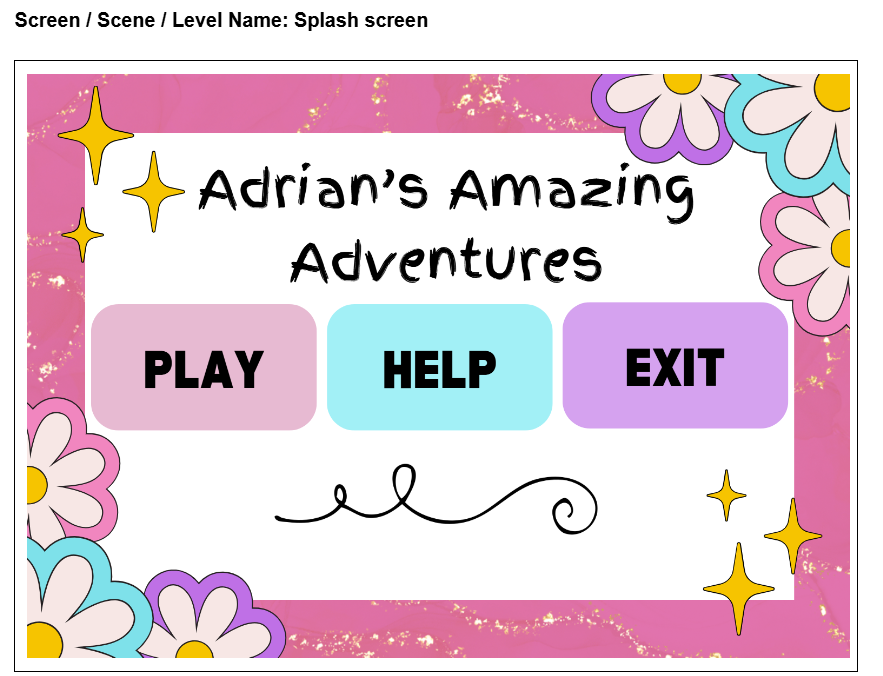 Screen / Scene / Level Name: Splash screen
Adrian's Amazing
Adventures
PLAY
HELP
EXIT